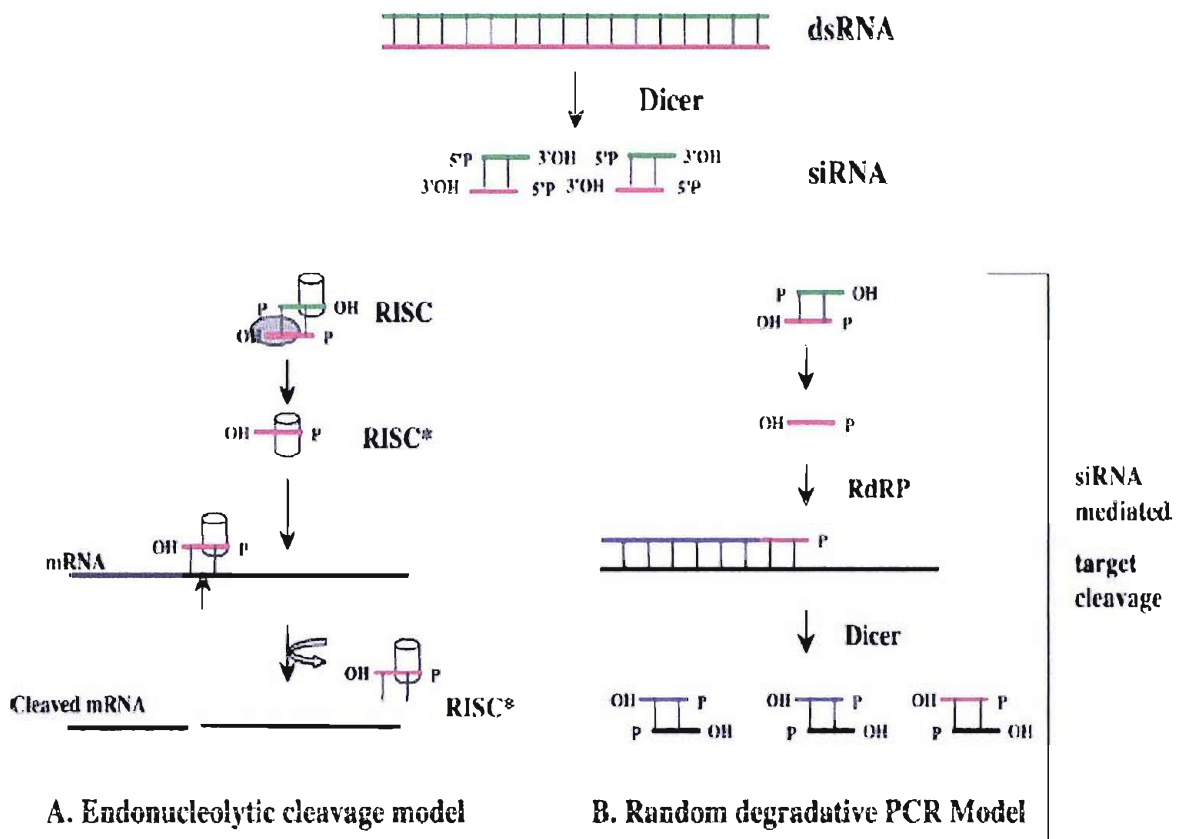 dsRNA
Dicer
5'P 3'OH 5'P 3'OH
3'OH 5'P 3'OH 5'P
siRNA
P OH
RISC
OH P
OH P
RISC*
OH P
mRNA
OH P
RISC*
Cleaved mRNA
A. Endonucleolytic cleavage model
P OH
OH P
OH P
RdRP
P
Dicer
OH P OH P OH P
P OH P OH P OH
B. Random degradative PCR Model
siRNA
mediated
target
cleavage